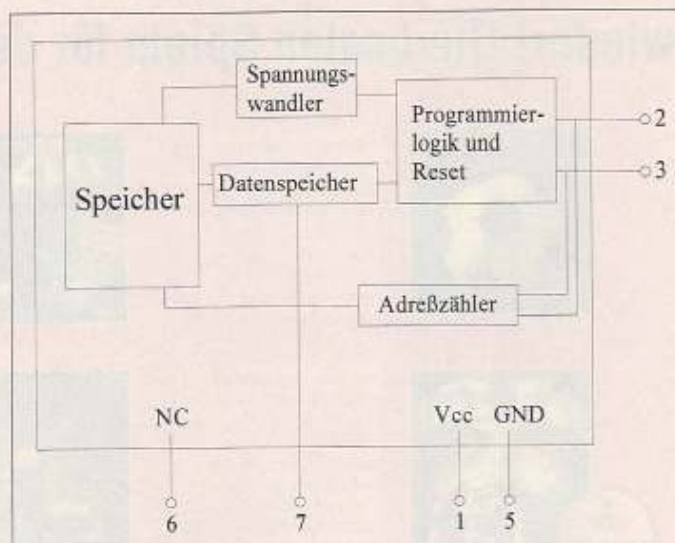 Spannungs-
wandler
Programmier-
logik und
Reset
2
3
Speicher
Datenspeicher
Adreßzähler
NC
Vcc GND
6 7 1 5